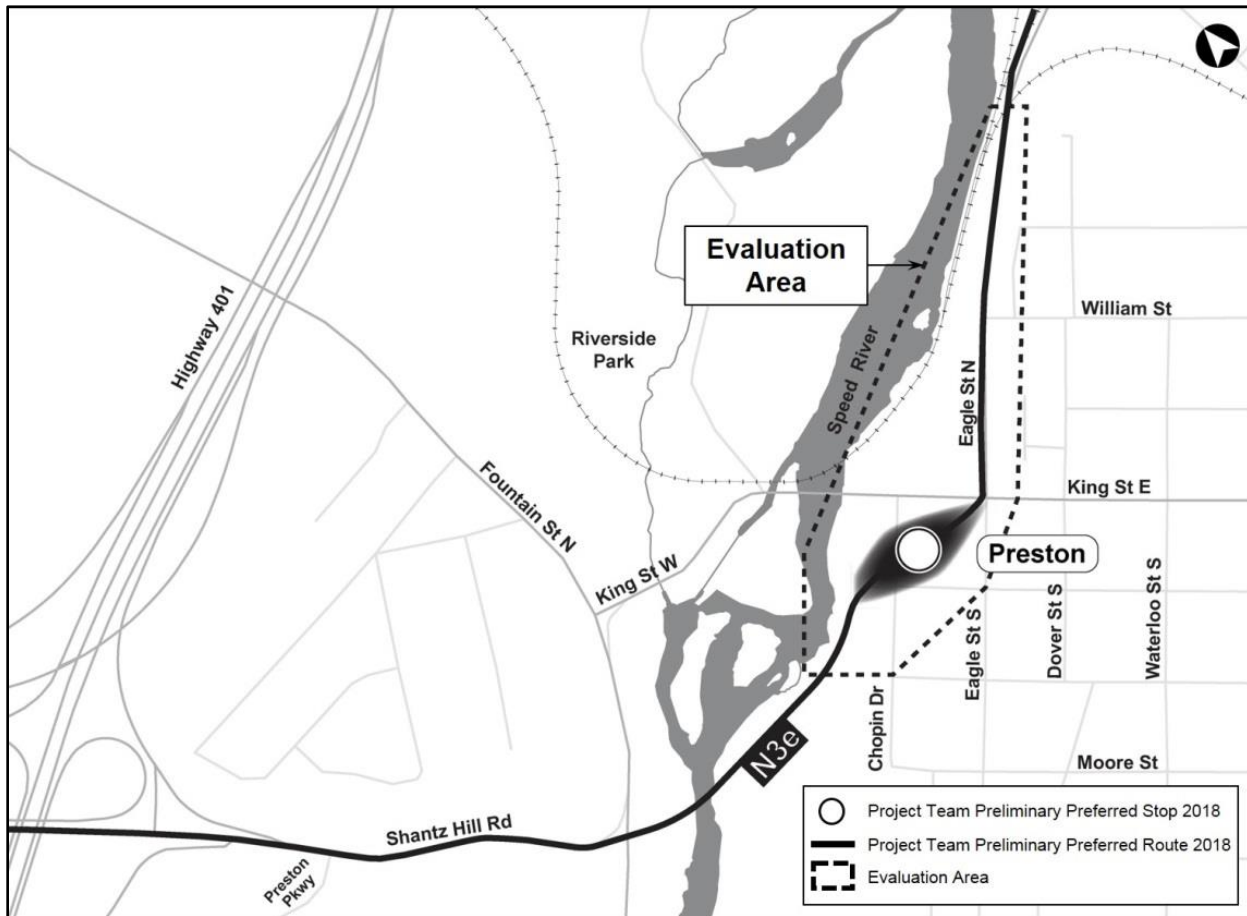 Highway 401
Evaluation
Area
Riverside
Park
Speed River
William St
Eagle St N
Fountain St N
King St E
King St W
Preston
Eagle St S
Dover St S
Waterloo St S
Chopin Dr
N3e
Moore St
Shantz Hill Rd
Preston
Pkwy
Project Team Preliminary Preferred Stop 2018
Project Team Preliminary Preferred Route 2018
Evaluation Area